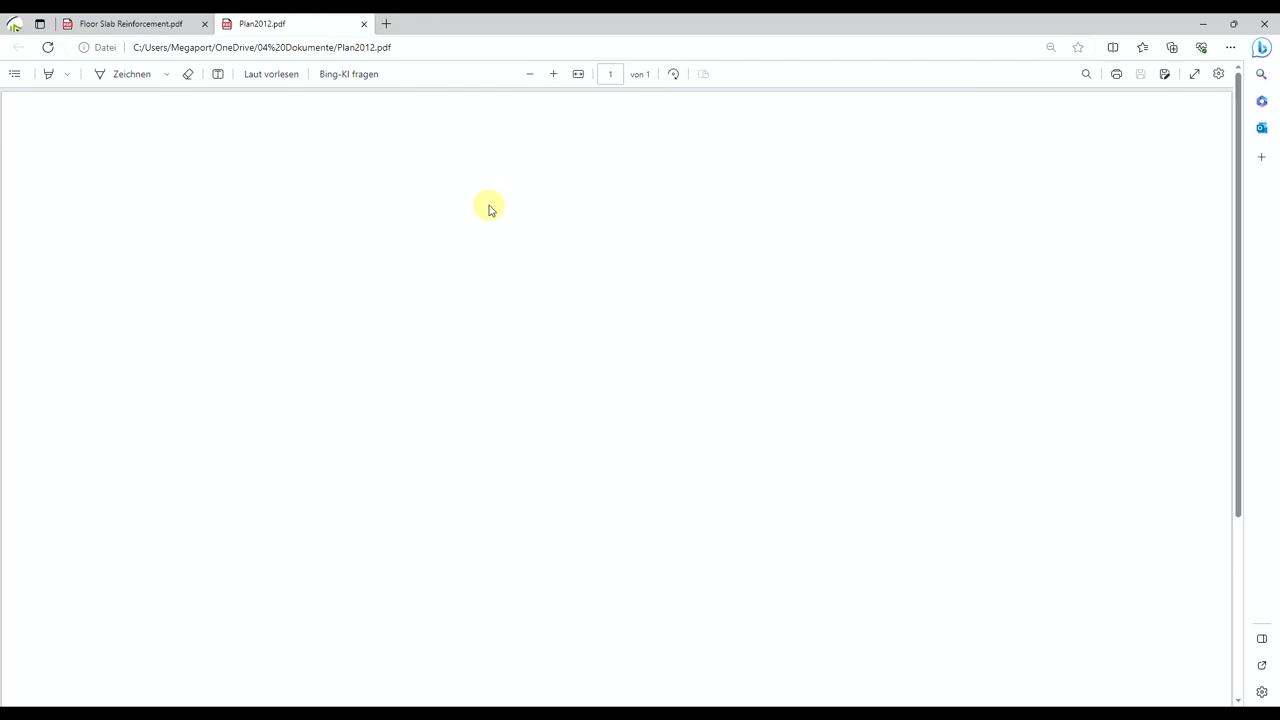 Floor Slab Reinforcement.pdf
Plan2012.pdf
Datei
C:/Users/Megaport/OneDrive/04%20Dokumente/Plan2012.pdf
Zeichnen
Laut vorlesen
Bing-KI fragen
1
von 1